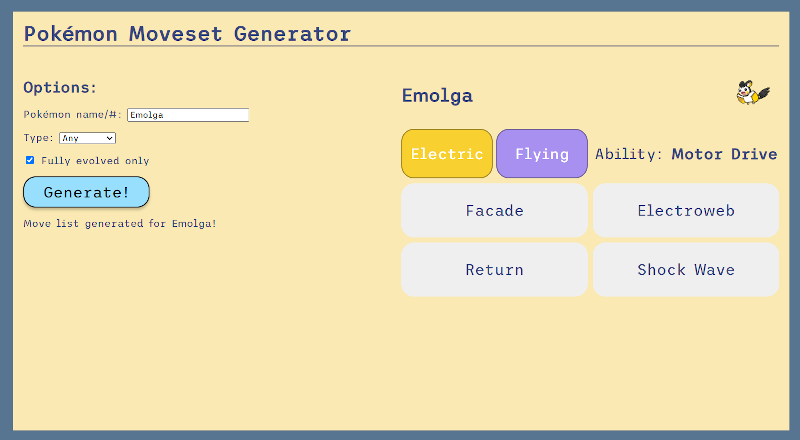 Pokémon Moveset Generator
Options:
Pokémon name/#: Emolga
Type: Any
Fully evolved only
Generate!
Move list generated for Emolga!
Emolga
Electric Flying Ability: Motor Drive
Facade Electroweb
Return Shock Wave